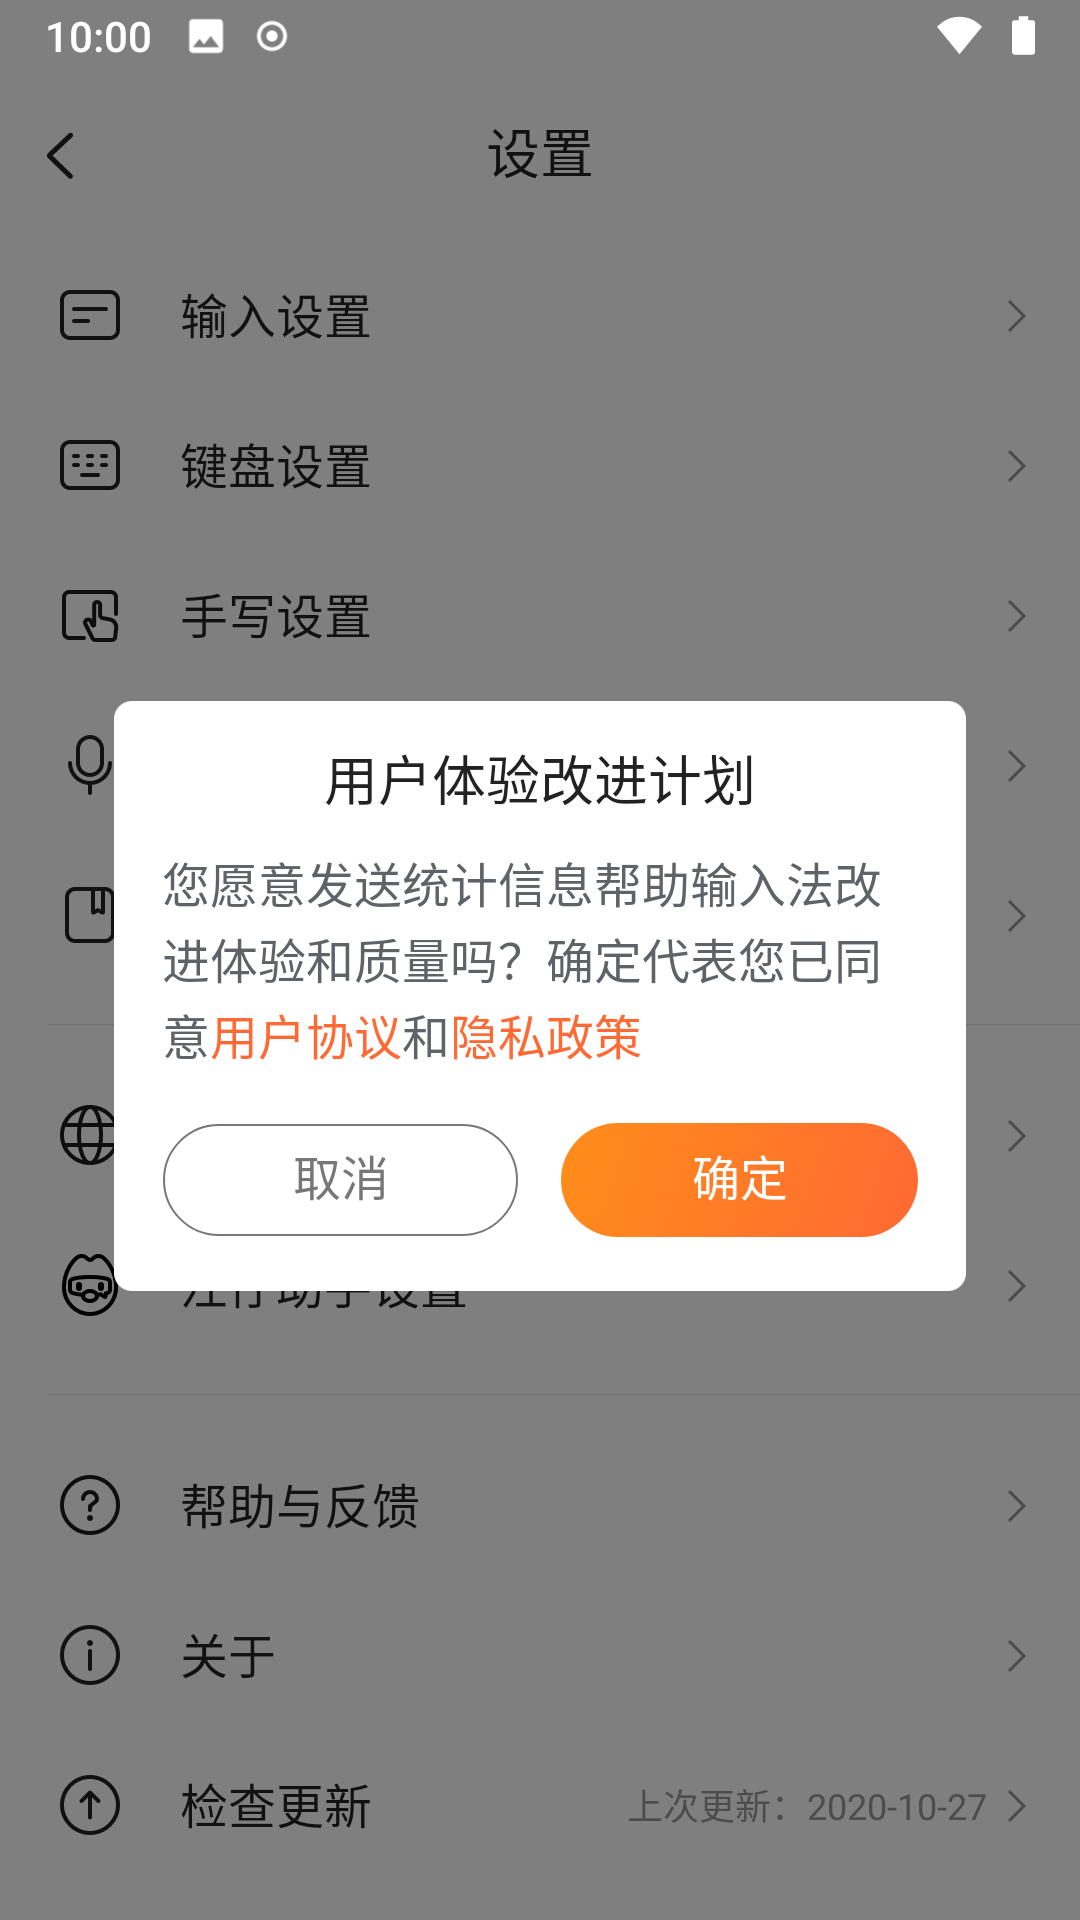 10:00
设置
输入设置
键盘设置
手写设置
用户体验改进计划
您愿意发送统计信息帮助输入法改
进体验和质量吗？确定代表您已同
意用户协议和隐私政策
取消
确定
帮助与反馈
关于
检查更新
上次更新：2020-10-27